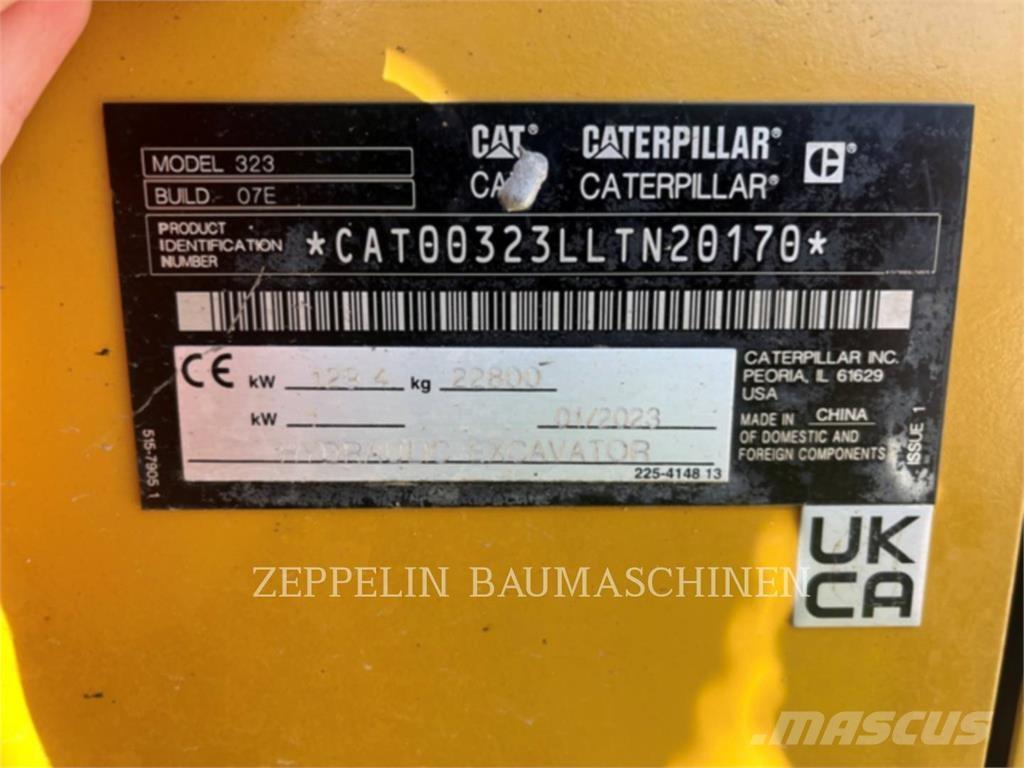 CAT® CATERPILLAR® ®
CATERPILLAR®
MODEL 323
BUILD 07E
PRODUCT
IDENTIFICATION
NUMBER
*CAT00323LLTN20170*
CE kW 129.4 kg 22800
kW 01/2023
HYDRAULIC EXCAVATOR
225-4148 13
CATERPILLAR INC.
PEORIA, IL 61629
USA
MADE IN CHINA
OF DOMESTIC AND
FOREIGN COMPONENTS
ISSUE 1
515-7905 1
UK
CA
ZEPPELIN BAUMASCHINEN
MASCUS